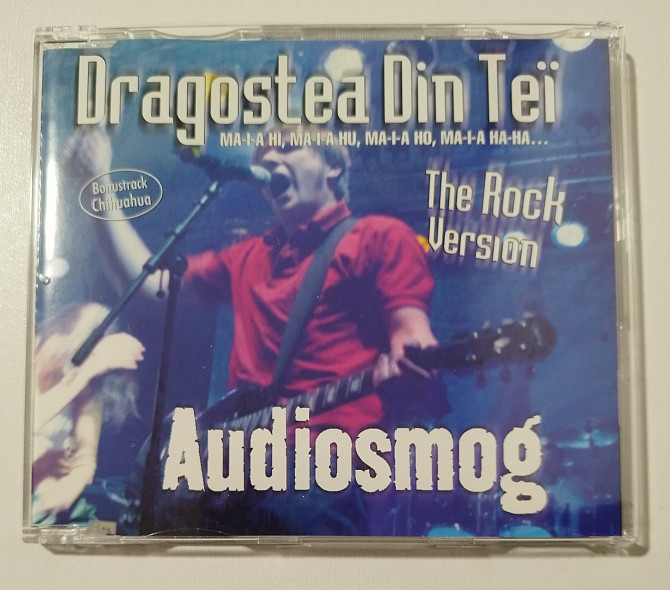 Dragostea Din Teï
MA-I-A HI, MA-I-A HU, MA-I-A HO, MA-I-A HA-HA...
Bonustrack
Chihuahua
The Rock
Version
Audiosmog